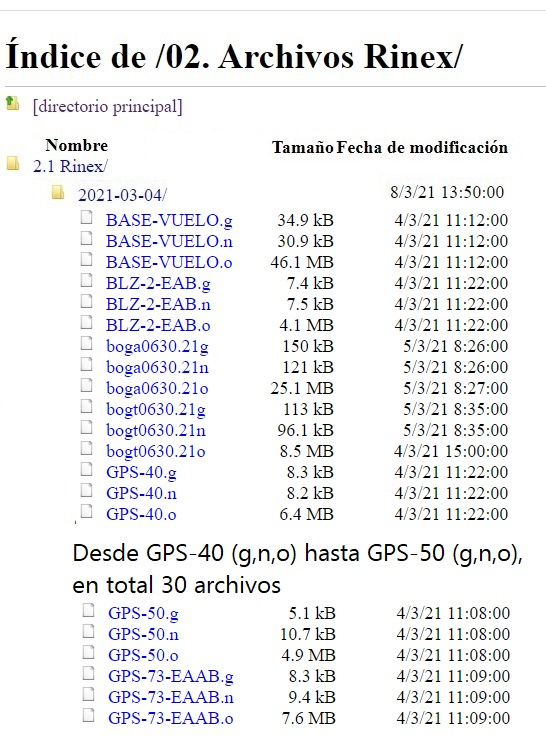 Índice de /02. Archivos Rinex/
[directorio principal]
Nombre Tamaño Fecha de modificación
2.1 Rinex/
2021-03-04/ 8/3/21 13:50:00
BASE-VUELO.g 34.9 kB 4/3/21 11:12:00
BASE-VUELO.n 30.9 kB 4/3/21 11:12:00
BASE-VUELO.o 46.1 MB 4/3/21 11:12:00
BLZ-2-EAB.g 7.4 kB 4/3/21 11:22:00
BLZ-2-EAB.n 7.5 kB 4/3/21 11:22:00
BLZ-2-EAB.o 4.1 MB 4/3/21 11:22:00
boga0630.21g 150 kB 5/3/21 8:26:00
boga0630.21n 121 kB 5/3/21 8:26:00
boga0630.21o 25.1 MB 5/3/21 8:27:00
bogt0630.21g 113 kB 5/3/21 8:35:00
bogt0630.21n 96.1 kB 5/3/21 8:35:00
bogt0630.21o 8.5 MB 4/3/21 15:00:00
GPS-40.g 8.3 kB 4/3/21 11:22:00
GPS-40.n 8.2 kB 4/3/21 11:22:00
GPS-40.o 6.4 MB 4/3/21 11:22:00
Desde GPS-40 (g,n,o) hasta GPS-50 (g,n,o),
en total 30 archivos
GPS-50.g 5.1 kB 4/3/21 11:08:00
GPS-50.n 10.7 kB 4/3/21 11:08:00
GPS-50.o 4.9 MB 4/3/21 11:08:00
GPS-73-EAAB.g 8.3 kB 4/3/21 11:09:00
GPS-73-EAAB.n 9.4 kB 4/3/21 11:09:00
GPS-73-EAAB.o 7.6 MB 4/3/21 11:09:00